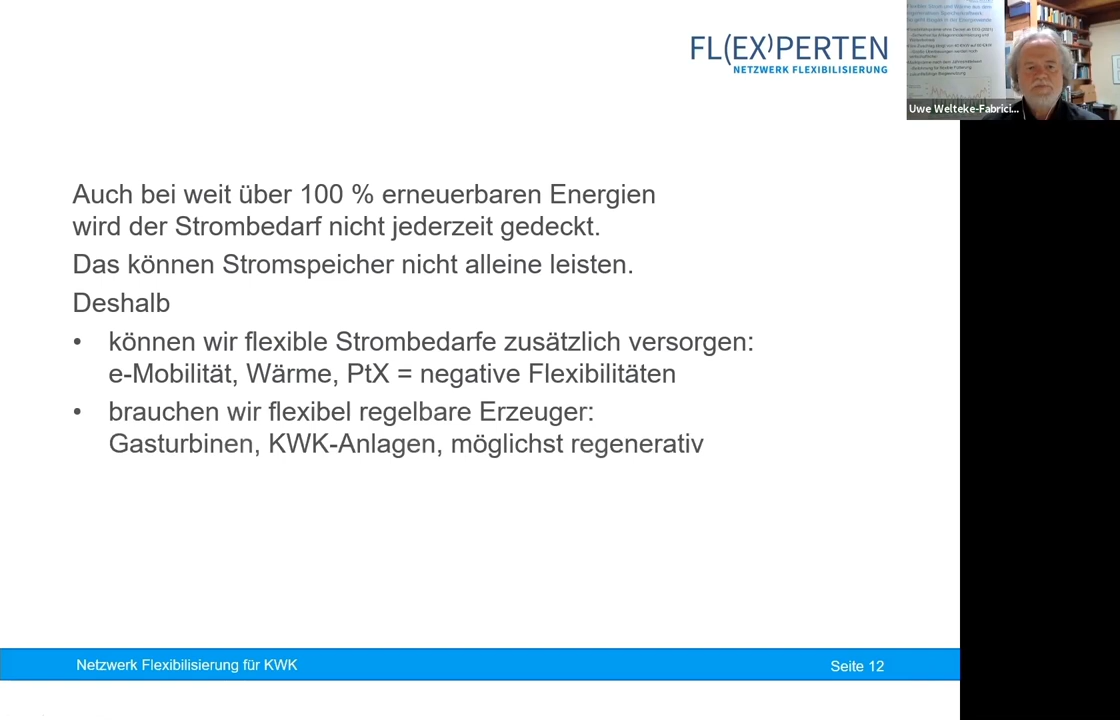 FL(EX)PERTEN
NETZWERK FLEXIBILISIERUNG
Uwe Welteke-Fabrici...
Auch bei weit über 100 % erneuerbaren Energien
wird der Strombedarf nicht jederzeit gedeckt.
Das können Stromspeicher nicht alleine leisten.
Deshalb
• können wir flexible Strombedarfe zusätzlich versorgen:
e-Mobilität, Wärme, PtX = negative Flexibilitäten
• brauchen wir flexibel regelbare Erzeuger:
Gasturbinen, KWK-Anlagen, möglichst regenerativ
Netzwerk Flexibilisierung für KWK
Seite 12